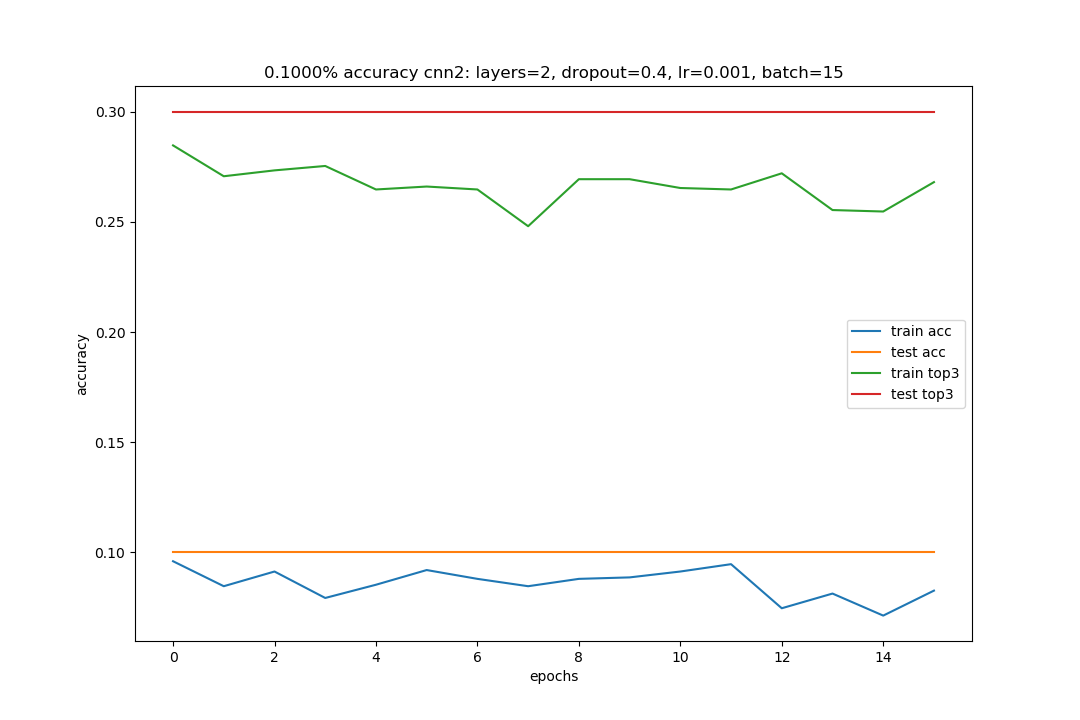 0.1000% accuracy cnn2: layers=2, dropout=0.4, lr=0.001, batch=15
0.30
0.25
0.20
0.15
0.10
accuracy
train acc
test acc
train top3
test top3
0 2 4 6 8 10 12 14
epochs